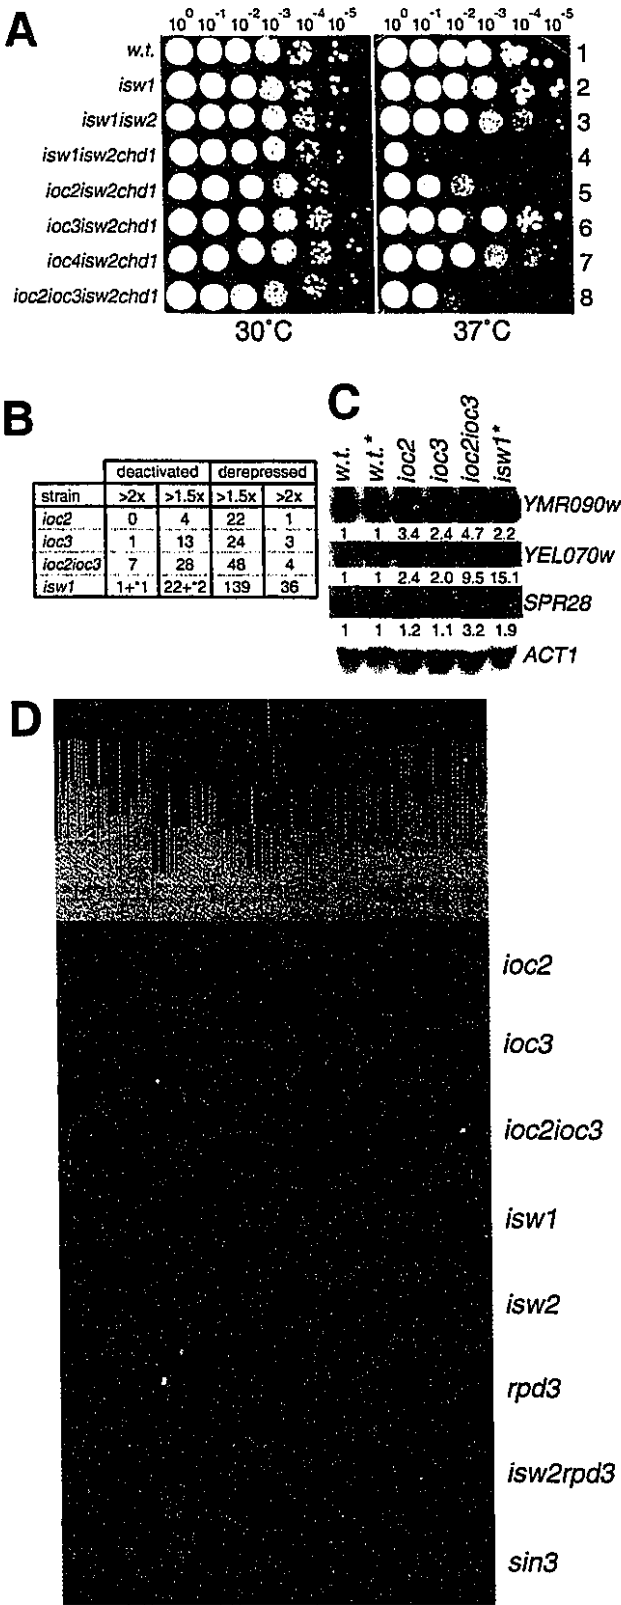 A
10⁰ 10⁻¹ 10⁻² 10⁻³ 10⁻⁴ 10⁻⁵ 10⁰ 10⁻¹ 10⁻² 10⁻³ 10⁻⁴ 10⁻⁵
w.t. 1
isw1 2
isw1isw2 3
isw1isw2chd1 4
ioc2isw2chd1 5
ioc3isw2chd1 6
ioc4isw2chd1 7
ioc2ioc3isw2chd1 8
30˚C 37˚C
B
deactivated derepressed
strain >2x >1.5x >1.5x >2x
ioc2 0 4 22 1
ioc3 1 13 24 3
ioc2ioc3 7 28 48 4
isw1 1+*1 22+*2 139 36
C
w.t. w.t.* ioc2 ioc3 ioc2ioc3 isw1*
YMR090w
1 1 3.4 2.4 4.7 2.2
YEL070w
1 1 2.4 2.0 9.5 15.1
SPR28
1 1 1.2 1.1 3.2 1.9
ACT1
D
ioc2
ioc3
ioc2ioc3
isw1
isw2
rpd3
isw2rpd3
sin3